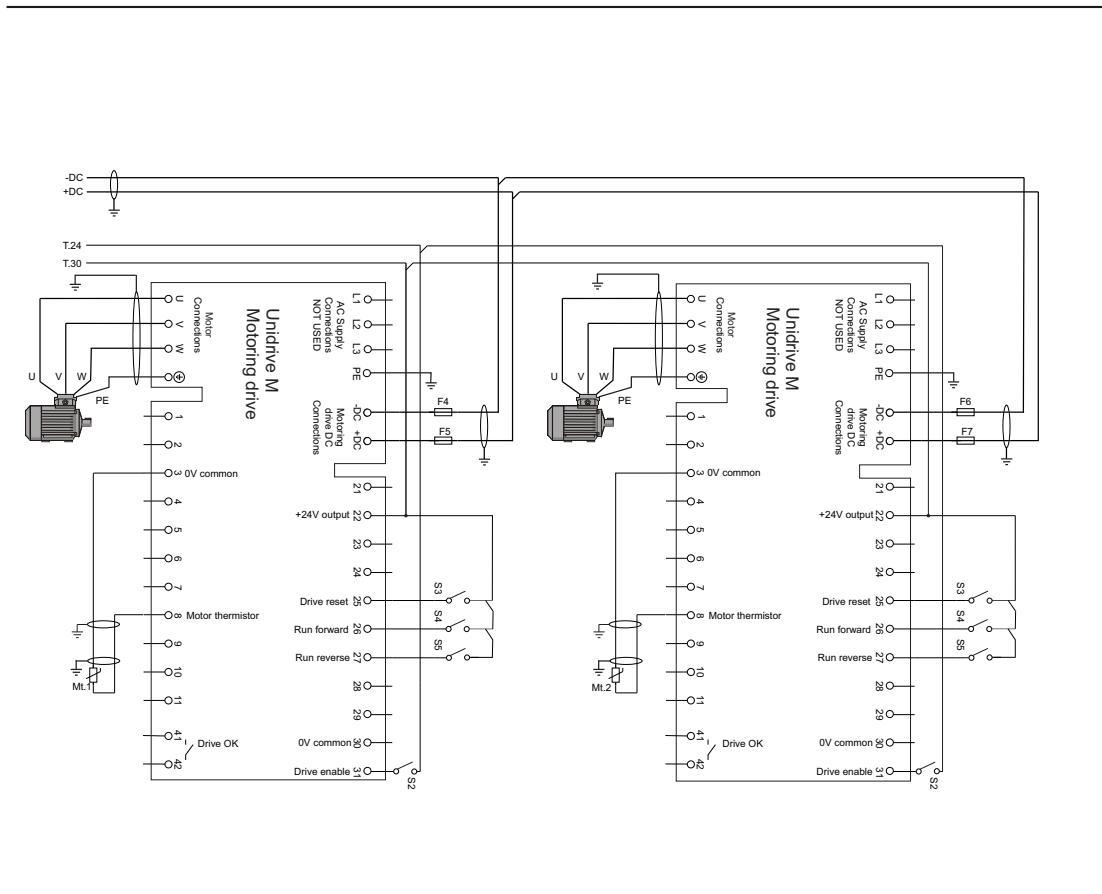 -DC
+DC
T.24
T.30
U
V
W
Motor
Connections
U
V
W
PE
Unidrive M
Motoring drive
L1
L2
L3
PE
AC Supply
Connections
NOT USED
-DC
+DC
Motoring
drive DC
Connections
F4
F5
1
2
3
0V common
4
5
6
7
8
Motor thermistor
9
10
11
41
42
Drive OK
Mt.1
21
+24V output
22
23
24
Drive reset
25
Run forward
26
Run reverse
27
28
29
0V common
30
Drive enable
31
S3
S4
S5
S2
U
V
W
Motor
Connections
U
V
W
PE
Unidrive M
Motoring drive
L1
L2
L3
PE
AC Supply
Connections
NOT USED
-DC
+DC
Motoring
drive DC
Connections
F6
F7
1
2
3
0V common
4
5
6
7
8
Motor thermistor
9
10
11
41
42
Drive OK
Mt.2
21
+24V output
22
23
24
Drive reset
25
Run forward
26
Run reverse
27
28
29
0V common
30
Drive enable
31
S3
S4
S5
S2